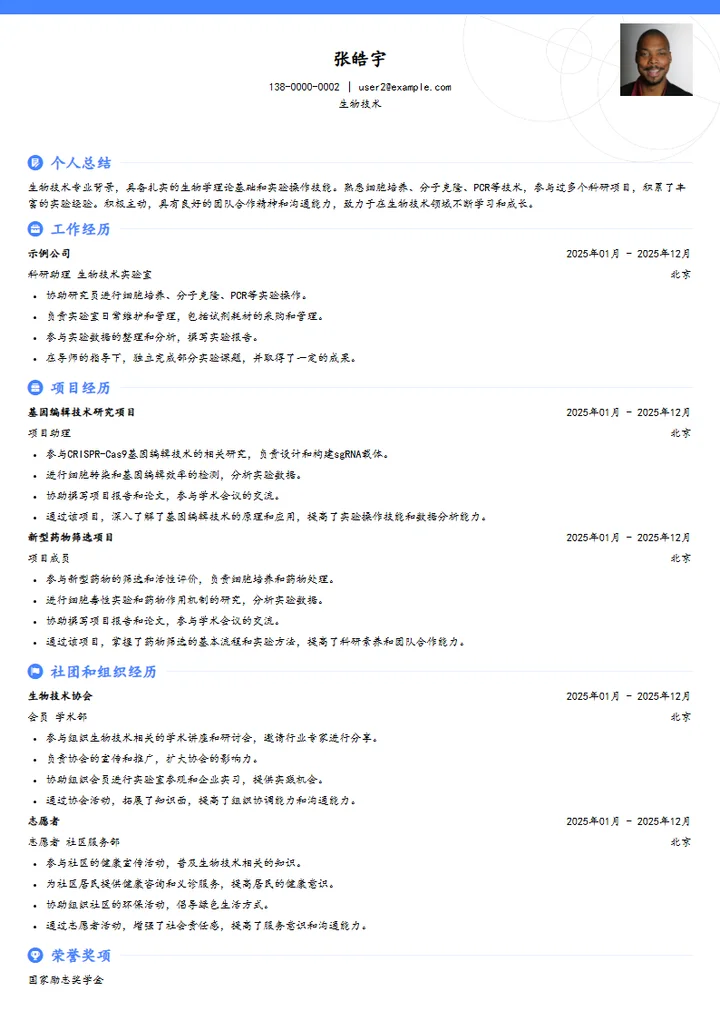 张皓宇
138-0000-0002 | user2@example.com
生物技术
个人总结
生物技术专业背景，具备扎实的生物学理论基础和实验操作技能。熟悉细胞培养、分子克隆、PCR等技术，参与过多个科研项目，积累了丰
富的实验经验。积极主动，具有良好的团队合作精神和沟通能力，致力于在生物技术领域不断学习和成长。
工作经历
示例公司 2025年01月 - 2025年12月
科研助理 生物技术实验室 北京
• 协助研究员进行细胞培养、分子克隆、PCR等实验操作。
• 负责实验室日常维护和管理，包括试剂耗材的采购和管理。
• 参与实验数据的整理和分析，撰写实验报告。
• 在导师的指导下，独立完成部分实验课题，并取得了一定的成果。
项目经历
基因编辑技术研究项目 2025年01月 - 2025年12月
项目助理 北京
• 参与CRISPR-Cas9基因编辑技术的相关研究，负责设计和构建sgRNA载体。
• 进行细胞转染和基因编辑效率的检测，分析实验数据。
• 协助撰写项目报告和论文，参与学术会议的交流。
• 通过该项目，深入了解了基因编辑技术的原理和应用，提高了实验操作技能和数据分析能力。
新型药物筛选项目 2025年01月 - 2025年12月
项目成员 北京
• 参与新型药物的筛选和活性评价，负责细胞培养和药物处理。
• 进行细胞毒性实验和药物作用机制的研究，分析实验数据。
• 协助撰写项目报告和论文，参与学术会议的交流。
• 通过该项目，掌握了药物筛选的基本流程和实验方法，提高了科研素养和团队合作能力。
社团和组织经历
生物技术协会 2025年01月 - 2025年12月
会员 学术部 北京
• 参与组织生物技术相关的学术讲座和研讨会，邀请行业专家进行分享。
• 负责协会的宣传和推广，扩大协会的影响力。
• 协助组织会员进行实验室参观和企业实习，提供实践机会。
• 通过协会活动，拓展了知识面，提高了组织协调能力和沟通能力。
志愿者 2025年01月 - 2025年12月
志愿者 社区服务部 北京
• 参与社区的健康宣传活动，普及生物技术相关的知识。
• 为社区居民提供健康咨询和义诊服务，提高居民的健康意识。
• 协助组织社区的环保活动，倡导绿色生活方式。
• 通过志愿者活动，增强了社会责任感，提高了服务意识和沟通能力。
荣誉奖项
国家励志奖学金